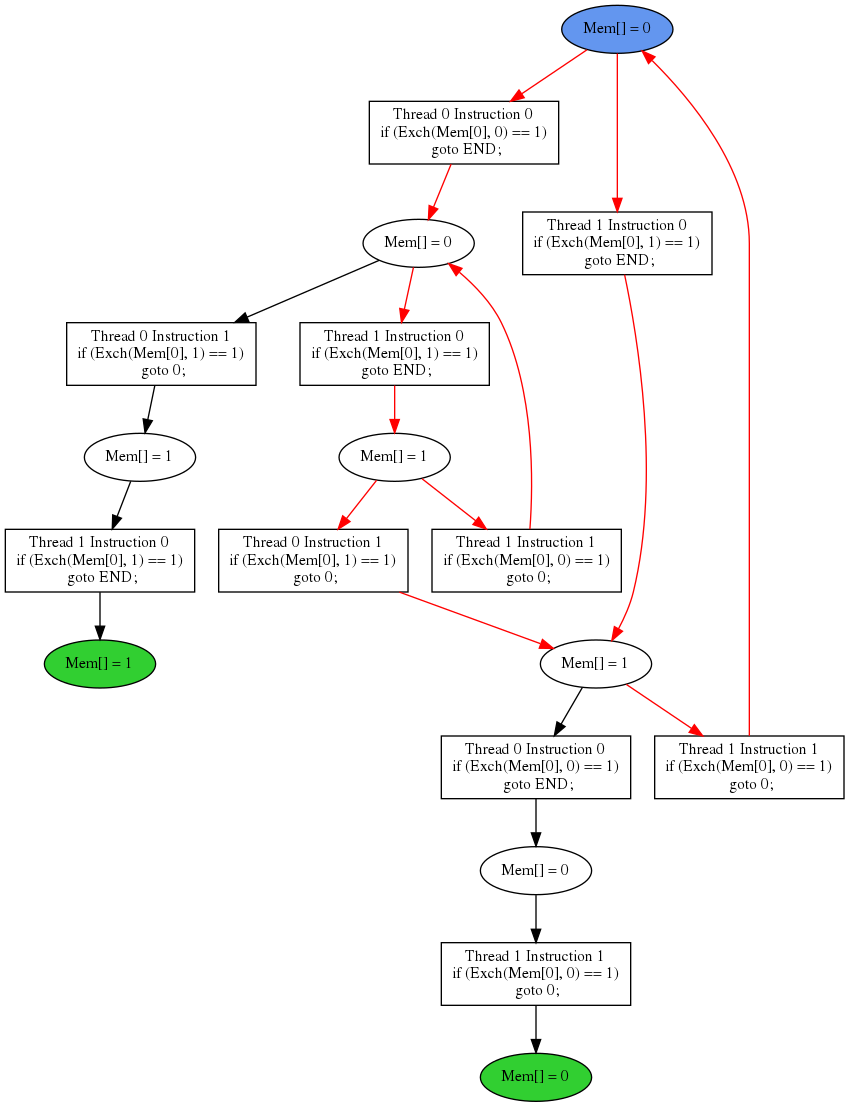 Mem[] = 0
Thread 0 Instruction 0
if (Exch(Mem[0], 0) == 1)
goto END;
Thread 1 Instruction 0
if (Exch(Mem[0], 1) == 1)
goto END;
Mem[] = 0
Thread 0 Instruction 1
if (Exch(Mem[0], 1) == 1)
goto 0;
Thread 1 Instruction 0
if (Exch(Mem[0], 1) == 1)
goto END;
Mem[] = 1
Mem[] = 1
Thread 1 Instruction 0
if (Exch(Mem[0], 1) == 1)
goto END;
Thread 0 Instruction 1
if (Exch(Mem[0], 1) == 1)
goto 0;
Thread 1 Instruction 1
if (Exch(Mem[0], 0) == 1)
goto 0;
Mem[] = 1
Mem[] = 1
Thread 0 Instruction 0
if (Exch(Mem[0], 0) == 1)
goto END;
Thread 1 Instruction 1
if (Exch(Mem[0], 0) == 1)
goto 0;
Mem[] = 0
Thread 1 Instruction 1
if (Exch(Mem[0], 0) == 1)
goto 0;
Mem[] = 0